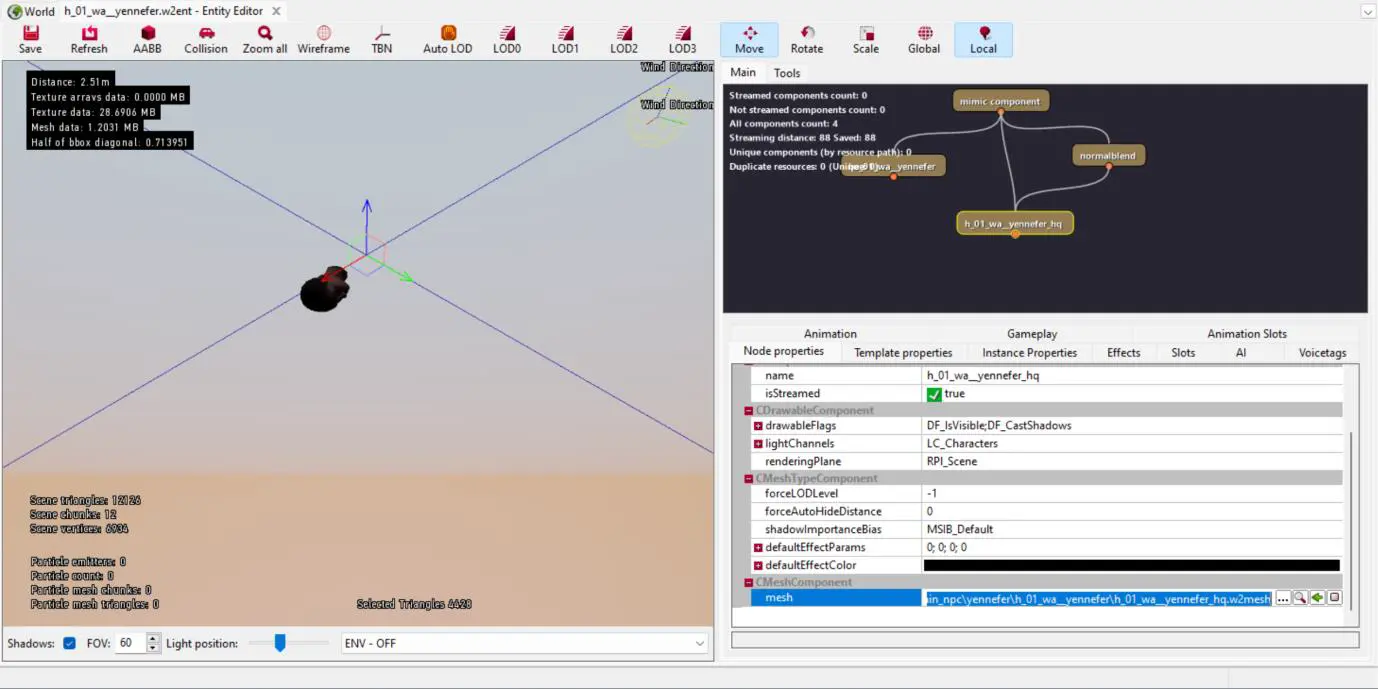 World h_01_wa__yennefer.w2ent - Entity Editor
Save Refresh AABB Collision Zoom all Wireframe TBN Auto LOD LOD0 LOD1 LOD2 LOD3 Move Rotate Scale Global Local
Distance: 2.51m
Texture arrays data: 0.0000 MB
Texture data: 28.6906 MB
Mesh data: 1.2031 MB
Half of bbox diagonal: 0.713951
Wind Direction
Wind Direction
Scene triangles: 12126
Scene chunks: 12
Scene vertices: 6934
Particle emitters: 0
Particle count: 0
Particle mesh chunks: 0
Particle mesh triangles: 0
Selected Triangles 4428
Shadows: FOV: 60 Light position: ENV - OFF
Main Tools
Streamed components count: 0
Not streamed components count: 0
All components count: 4
Streaming distance: 88 Saved: 88
Unique components (by resource path): 0
Duplicate resources: 0
mimic component
wa__yennefer
normalblend
h_01_wa__yennefer_hq
Animation Gameplay Animation Slots
Node properties Template properties Instance Properties Effects Slots AI Voicetags
name h_01_wa__yennefer_hq
isStreamed true
CDrawableComponent
drawableFlags DF_IsVisible;DF_CastShadows
lightChannels LC_Characters
renderingPlane RPI_Scene
CMeshTypeComponent
forceLODLevel -1
forceAutoHideDistance 0
shadowImportanceBias MSIB_Default
defaultEffectParams 0; 0; 0; 0
defaultEffectColor
CMeshComponent
mesh in_npc\yennefer\h_01_wa__yennefer\h_01_wa__yennefer_hq.w2mesh ...